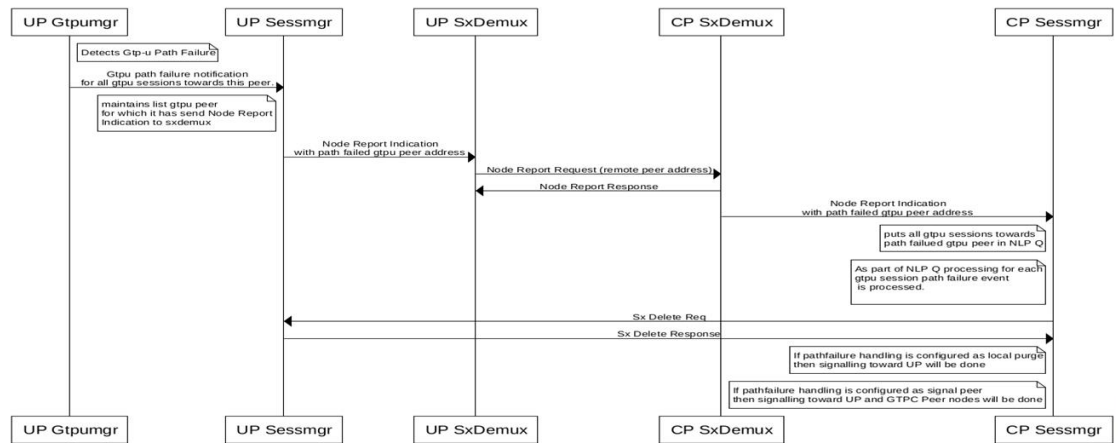 UP Gtpumgr
UP Sessmgr
UP SxDemux
CP SxDemux
CP Sessmgr
Detects Gtp-u Path Failure
Gtpu path failure notification
for all gtpu sessions towards this peer.
maintains list gtpu peer
for which it has send Node Report
Indication to sxdemux
Node Report Indication
with path failed gtpu peer address
Node Report Request (remote peer address)
Node Report Response
Node Report Indication
with path failed gtpu peer address
puts all gtpu sessions towards
path failued gtpu peer in NLP Q
As part of NLP Q processing for each
gtpu session path failure event
is processed.
Sx Delete Req
Sx Delete Response
If pathfailure handling is configured as local purge
then signalling toward UP will be done
If pathfailure handling is configured as signal peer
then signalling toward UP and GTPC Peer nodes will be done
UP Gtpumgr
UP Sessmgr
UP SxDemux
CP SxDemux
CP Sessmgr